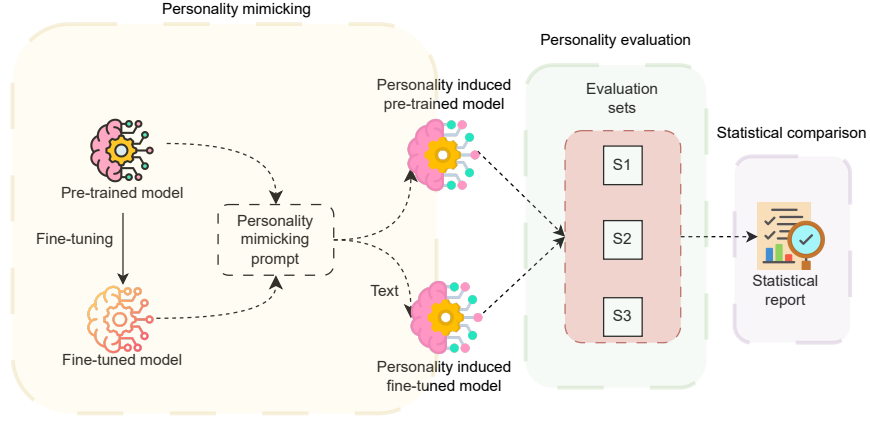 Personality mimicking
Pre-trained model
Fine-tuning
Fine-tuned model
Personality
mimicking
prompt
Text
Personality induced
pre-trained model
Personality induced
fine-tuned model
Personality evaluation
Evaluation
sets
S1
S2
S3
Statistical comparison
Statistical
report